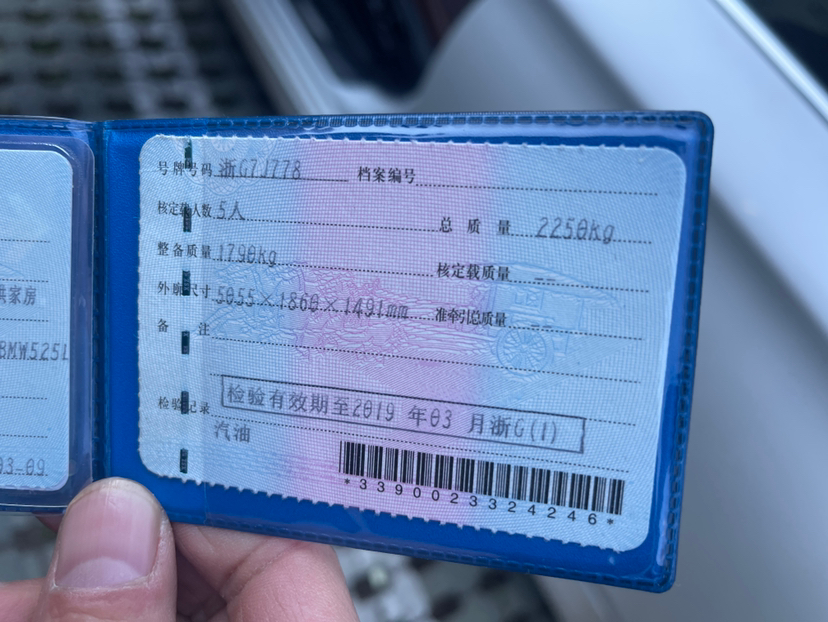 共家房
BMW525L
03-09
号牌号码 浙G7J778 档案编号
核定载人数 5人 总质量 2250kg
整备质量 1790kg 核定载质量 --
外廓尺寸 5055×1860×1491mm 准牵引总质量 --
备注
检验记录 检验有效期至2019 年03 月浙G(1)
汽油
*3390023324246*